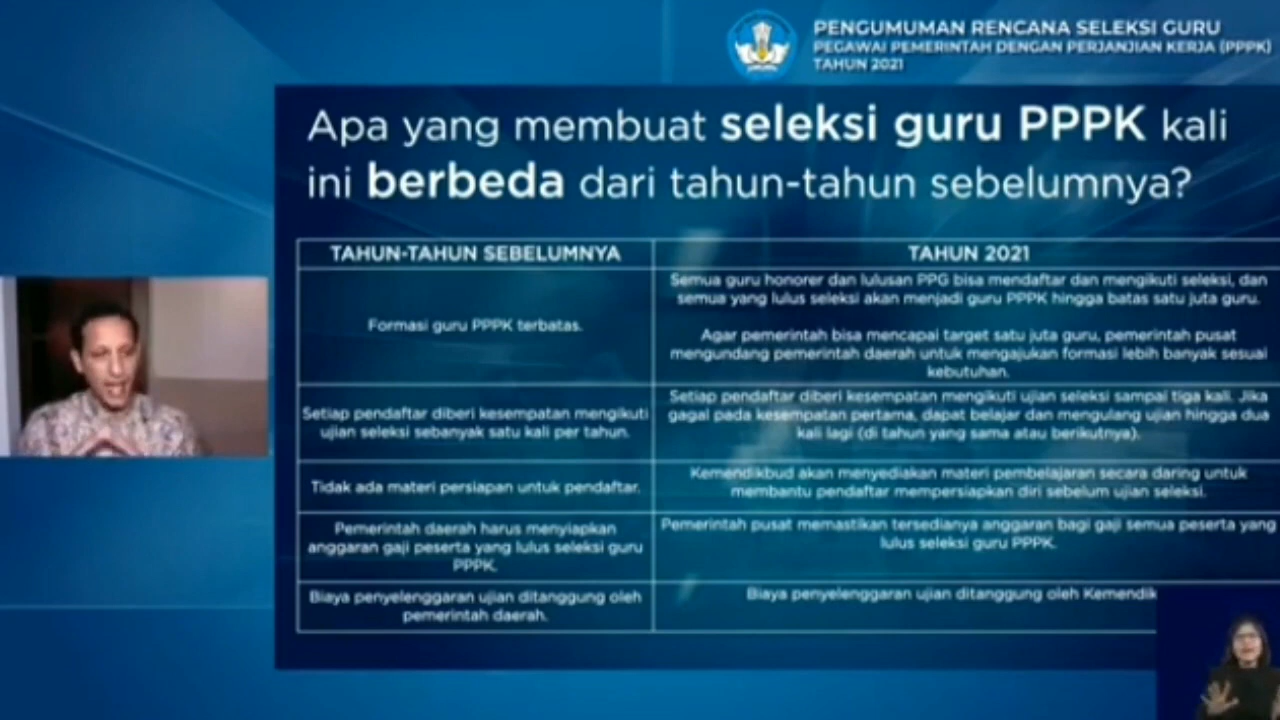 PENGUMUMAN RENCANA SELEKSI GURU
PEGAWAI PEMERINTAH DENGAN PERJANJIAN KERJA (PPPK)
TAHUN 2021
Apa yang membuat seleksi guru PPPK kali
ini berbeda dari tahun-tahun sebelumnya?
TAHUN-TAHUN SEBELUMNYA
TAHUN 2021
Formasi guru PPPK terbatas.
Semua guru honorer dan lulusan PPG bisa mendaftar dan mengikuti seleksi, dan
semua yang lulus seleksi akan menjadi guru PPPK hingga batas satu juta guru.
Agar pemerintah bisa mencapai target satu juta guru, pemerintah pusat
mengundang pemerintah daerah untuk mengajukan formasi lebih banyak sesuai
kebutuhan.
Setiap pendaftar diberi kesempatan mengikuti
ujian seleksi sebanyak satu kali per tahun.
Setiap pendaftar diberi kesempatan mengikuti ujian seleksi sampai tiga kali. Jika
gagal pada kesempatan pertama, dapat belajar dan mengulang ujian hingga dua
kali lagi (di tahun yang sama atau berikutnya).
Tidak ada materi persiapan untuk pendaftar.
Kemendikbud akan menyediakan materi pembelajaran secara daring untuk
membantu pendaftar mempersiapkan diri sebelum ujian seleksi.
Pemerintah daerah harus menyiapkan
anggaran gaji peserta yang lulus seleksi guru
PPPK.
Pemerintah pusat memastikan tersedianya anggaran bagi gaji semua peserta yang
lulus seleksi guru PPPK.
Biaya penyelenggaran ujian ditanggung oleh
pemerintah daerah.
Biaya penyelenggaran ujian ditanggung oleh Kemendik